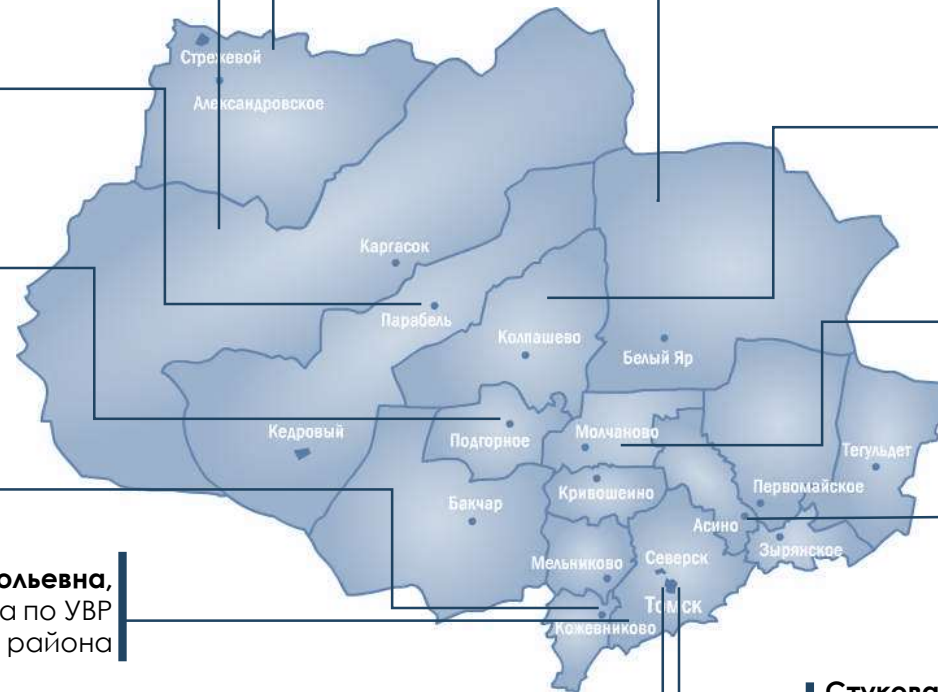 Стрежевой
Александровское
Каргасок
Парабель
Колпашево
Белый Яр
Кедровый
Подгорное
Молчаново
Тегульдет
Бакчар
Кривошеино
Первомайское
Асино
Зырянское
Мельниково
Северск
Томск
Кожевниково
ольевна,
а по УВР
района
Стукова